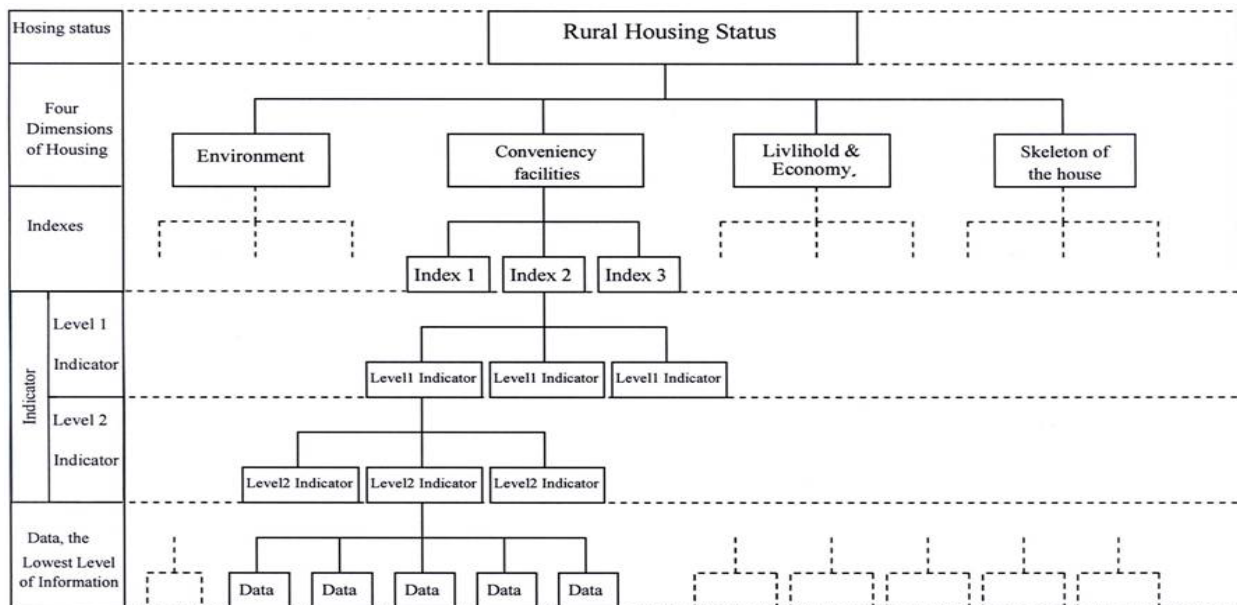 Hosing status
Rural Housing Status
Four
Dimensions
of Housing
Environment
Conveniency
facilities
Livlihold &
Economy.
Skeleton of
the house
Indexes
Index 1
Index 2
Index 3
Indicator
Level 1
Indicator
Level1 Indicator
Level1 Indicator
Level1 Indicator
Level 2
Indicator
Level2 Indicator
Level2 Indicator
Level2 Indicator
Data, the
Lowest Level
of Information
Data
Data
Data
Data
Data